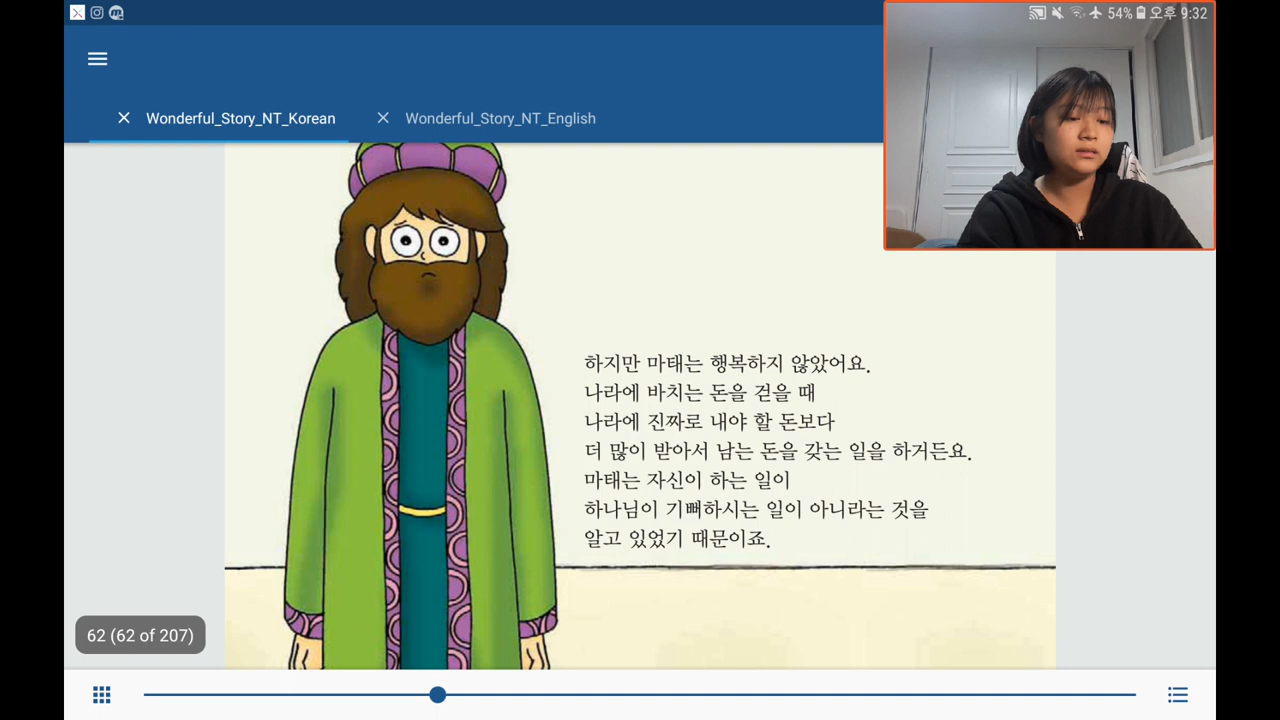 54% 오후 9:32
Wonderful_Story_NT_Korean
Wonderful_Story_NT_English
하지만 마태는 행복하지 않았어요.
나라에 바치는 돈을 걷을 때
나라에 진짜로 내야 할 돈보다
더 많이 받아서 남는 돈을 갖는 일을 하거든요.
마태는 자신이 하는 일이
하나님이 기뻐하시는 일이 아니라는 것을
알고 있었기 때문이죠.
62 (62 of 207)